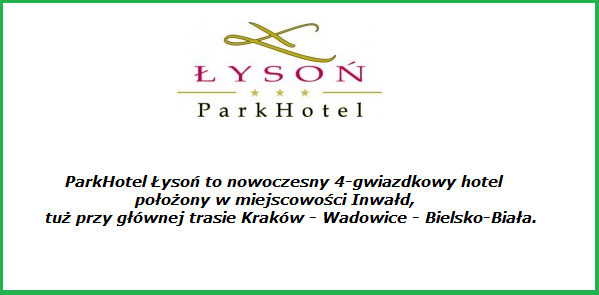 ŁYSOŃ
ParkHotel
ParkHotel Łysoń to nowoczesny 4-gwiazdkowy hotel
położony w miejscowości Inwałd,
tuż przy głównej trasie Kraków - Wadowice - Bielsko-Biała.